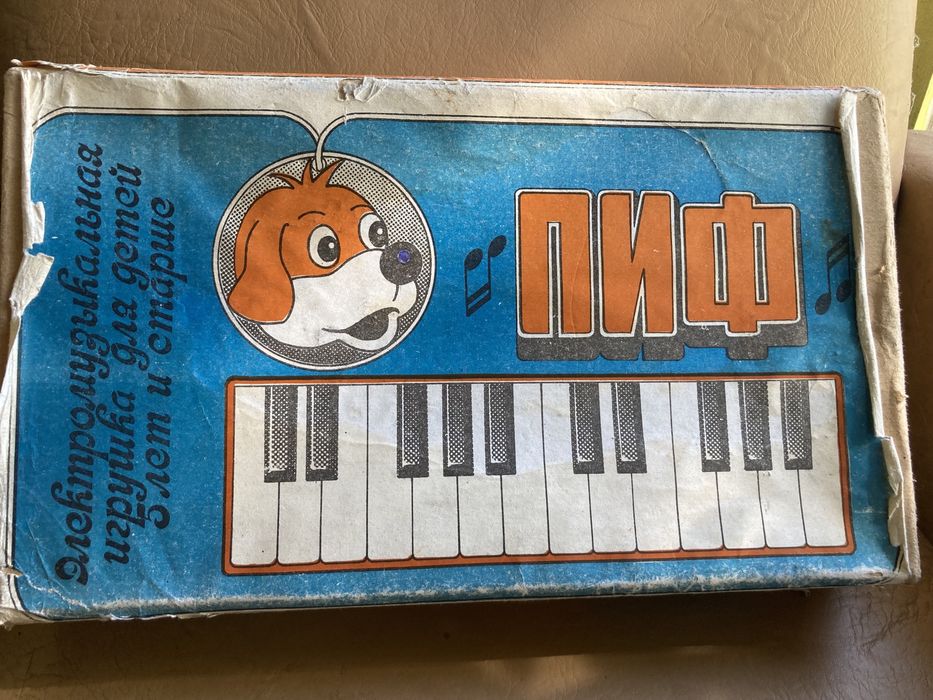 Электромузыкальная
игрушка для детей
5 лет и старше
ПИФ